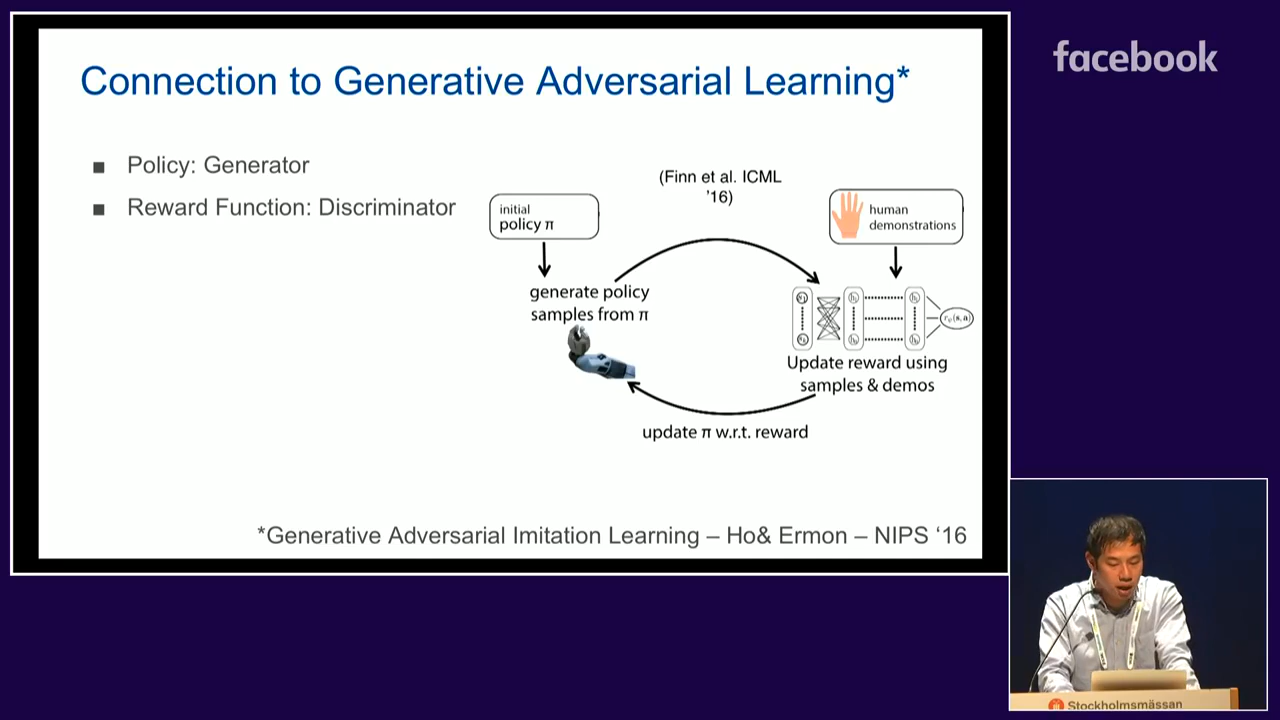 Connection to Generative Adversarial Learning*
facebook
Policy: Generator
Reward Function: Discriminator
(Finn et al. ICML
'16)
initial
policy π
human
demonstrations
generate policy
samples from π
Update reward using
samples & demos
update π w.r.t. reward
*Generative Adversarial Imitation Learning – Ho& Ermon – NIPS ‘16
Stockholmsmässan